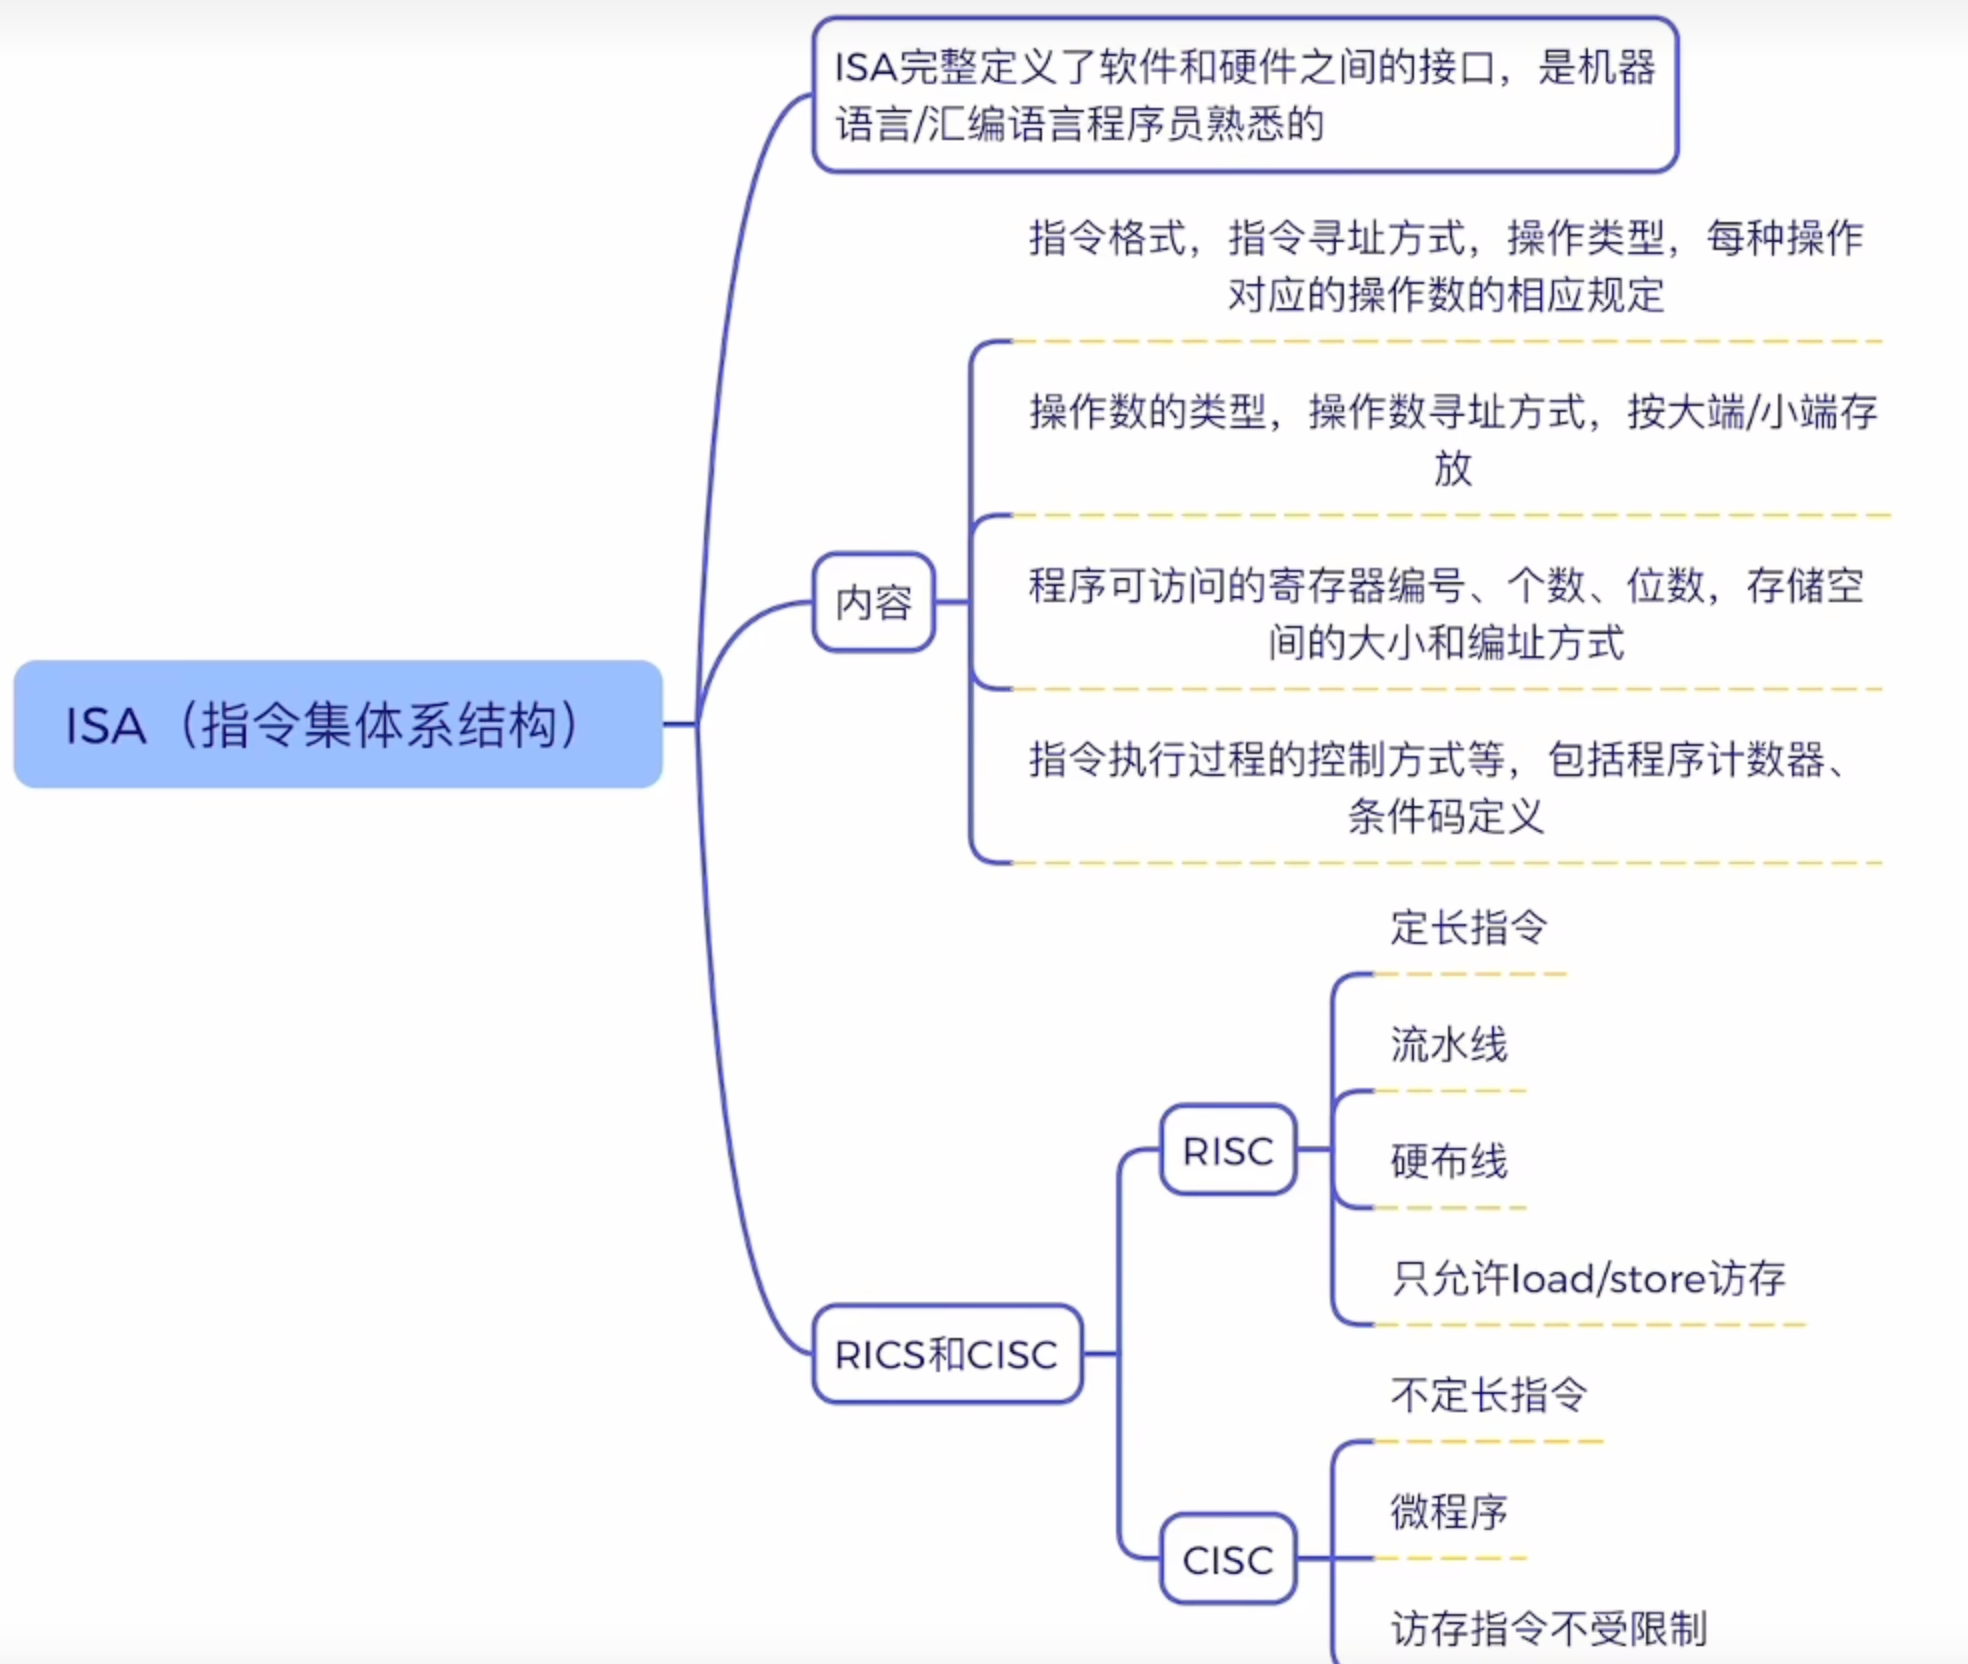 ISA完整定义了软件和硬件之间的接口，是机器
语言/汇编语言程序员熟悉的
指令格式，指令寻址方式，操作类型，每种操作
对应的操作数的相应规定
操作数的类型，操作数寻址方式，按大端/小端存
放
内容
程序可访问的寄存器编号、个数、位数，存储空
间的大小和编址方式
ISA（指令集体系结构）
指令执行过程的控制方式等，包括程序计数器、
条件码定义
定长指令
流水线
RISC
硬布线
只允许load/store访存
RICS和CISC
不定长指令
微程序
CISC
访存指令不受限制